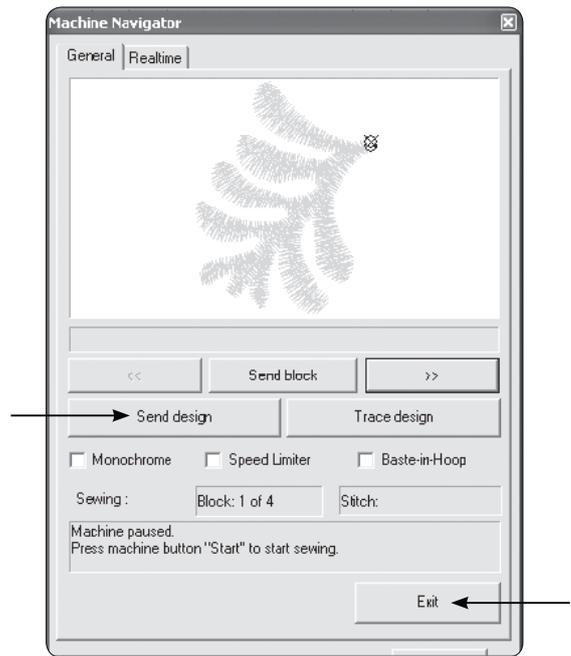 Machine Navigator
General Realtime
<< Send block >>
Send design Trace design
Monochrome Speed Limiter Baste-in-Hoop
Sewing : Block: 1 of 4 Stitch:
Machine paused.
Press machine button "Start" to start sewing.
Exit